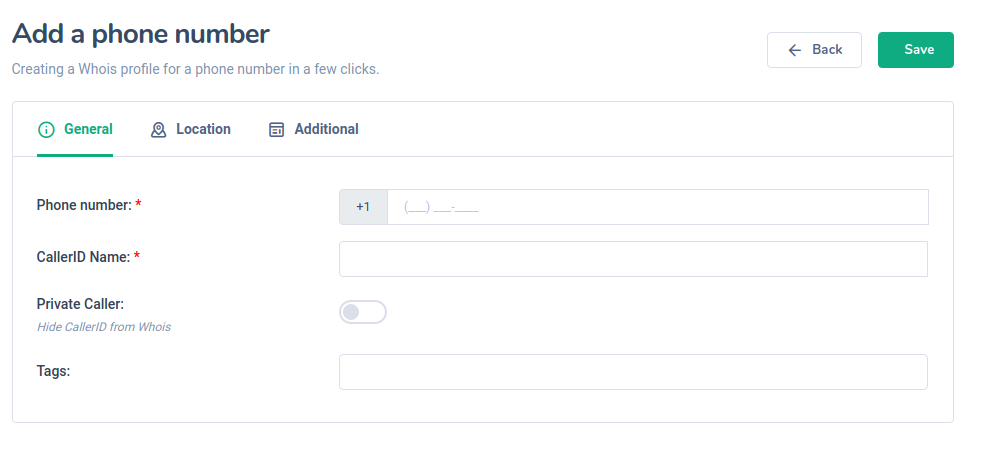 Add a phone number
Creating a Whois profile for a phone number in a few clicks.
Back
Save
General
Location
Additional
Phone number: *
+1
(___) ___-____
CallerID Name: *
Private Caller:
Hide CallerID from Whois
Tags: